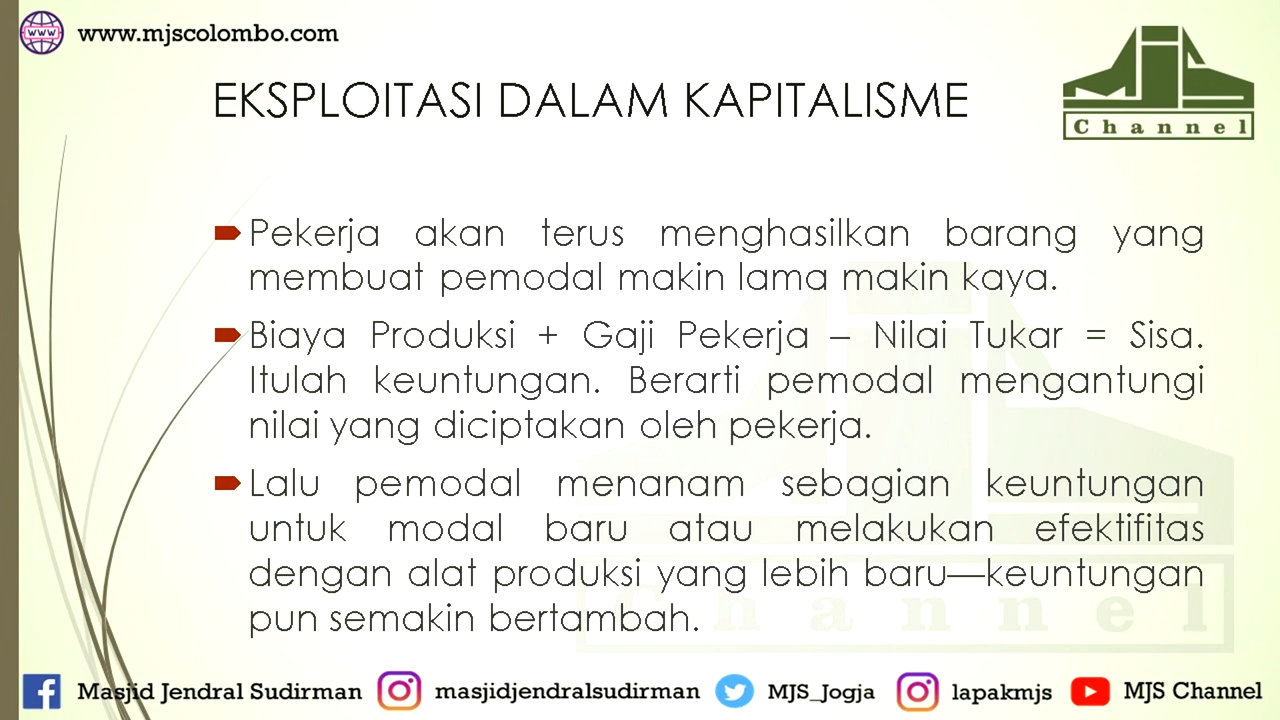 www.mjscolombo.com
EKSPLOITASI DALAM KAPITALISME
MJS
Channel
Pekerja akan terus menghasilkan barang yang
membuat pemodal makin lama makin kaya.
Biaya Produksi + Gaji Pekerja – Nilai Tukar = Sisa.
Itulah keuntungan. Berarti pemodal mengantungi
nilai yang diciptakan oleh pekerja.
Lalu pemodal menanam sebagian keuntungan
untuk modal baru atau melakukan efektifitas
dengan alat produksi yang lebih baru—keuntungan
pun semakin bertambah.
Channel
Masjid Jendral Sudirman masjidjendralsudirman MJS_Jogja lapakmjs MJS Channel